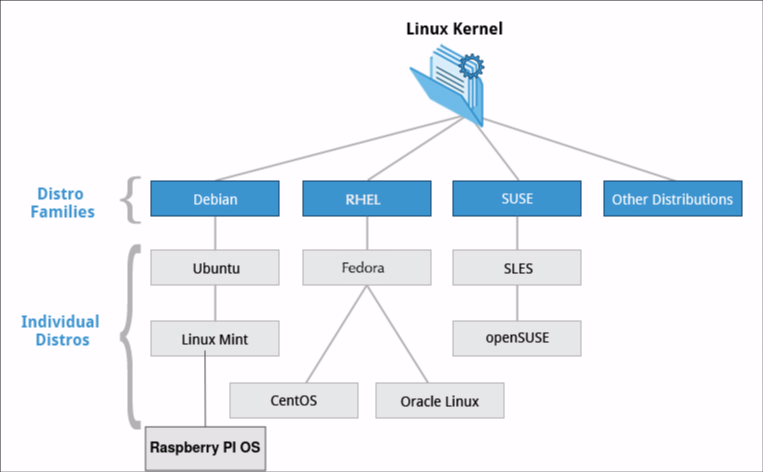 Linux Kernel
Distro
Families
Debian
RHEL
SUSE
Other Distributions
Individual
Distros
Ubuntu
Fedora
SLES
Linux Mint
openSUSE
CentOS
Oracle Linux
Raspberry PI OS